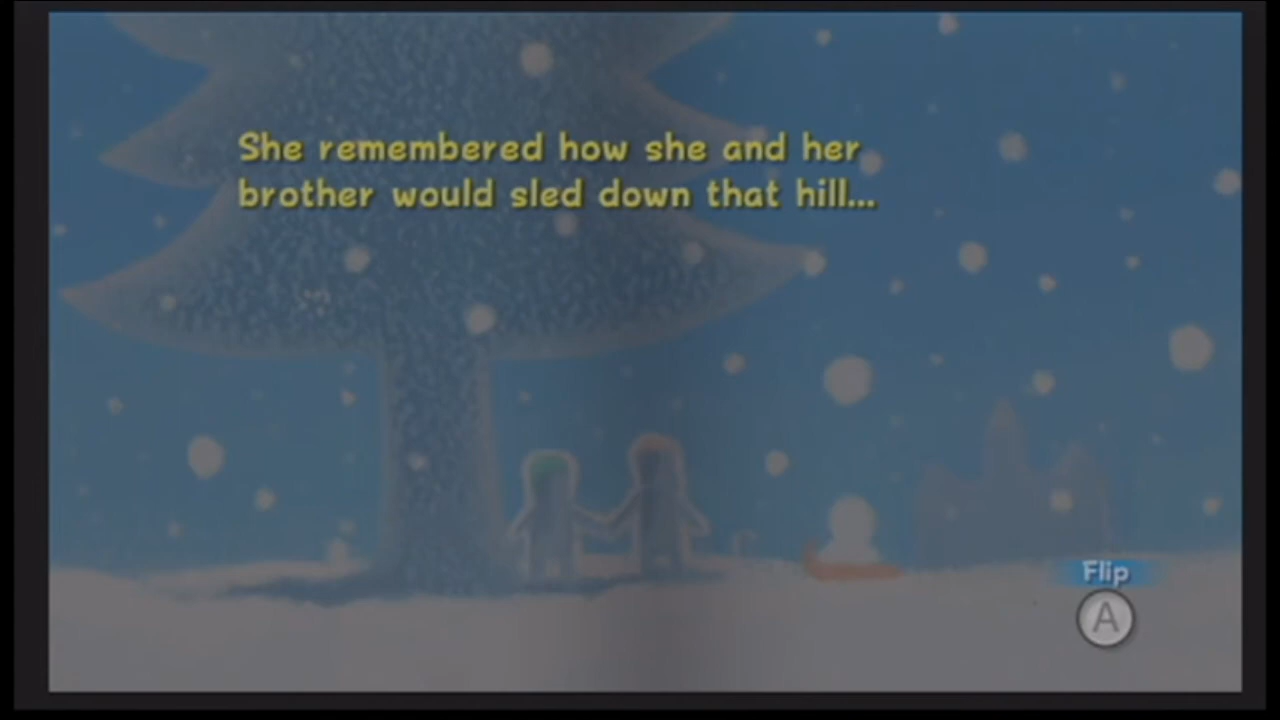 She remembered how she and her
brother would sled down that hill...
Flip
A